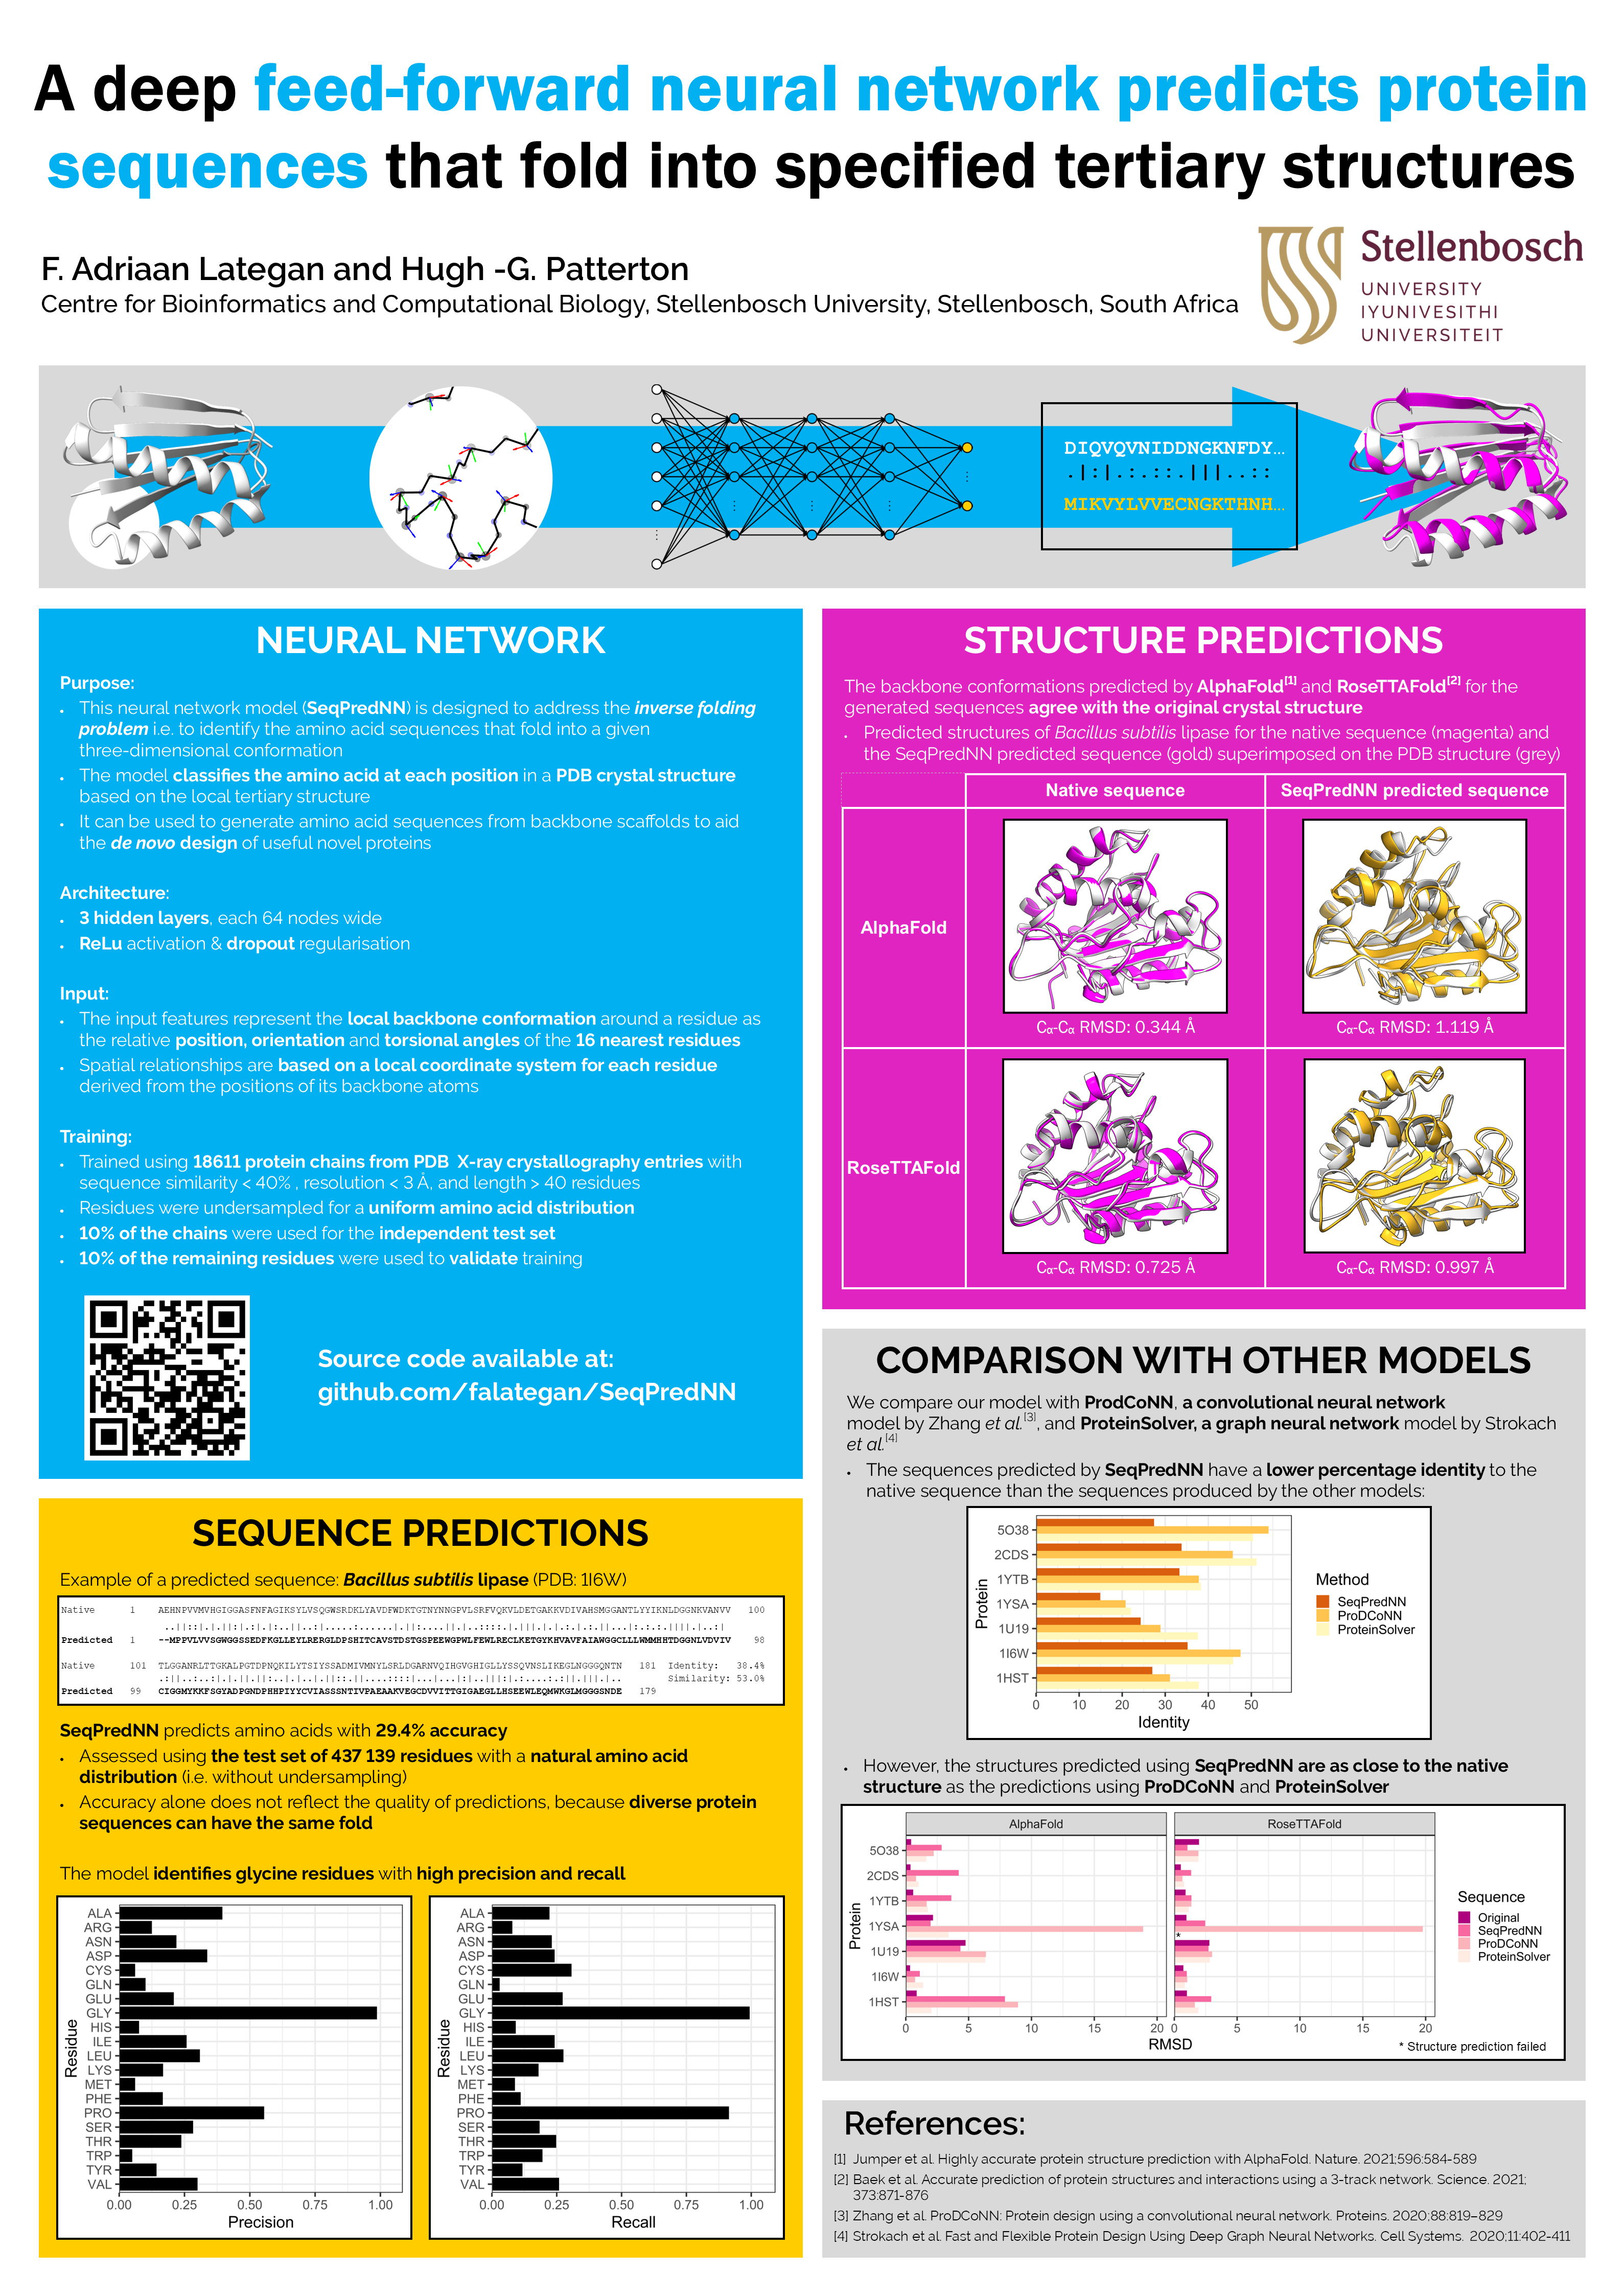 A deep feed-forward neural network predicts protein
sequences that fold into specified tertiary structures
F. Adriaan Lategan and Hugh -G. Patterton
Centre for Bioinformatics and Computational Biology, Stellenbosch University, Stellenbosch, South Africa
Stellenbosch
UNIVERSITY
IYUNIVESITHI
UNIVERSITEIT
DIQVQVNIDDNGKNFDY...
MIKVYLVVECNGKTHNH...
NEURAL NETWORK
Purpose:
• This neural network model (SeqPredNN) is designed to address the inverse folding
problem i.e. to identify the amino acid sequences that fold into a given
three-dimensional conformation
• The model classifies the amino acid at each position in a PDB crystal structure
based on the local tertiary structure
• It can be used to generate amino acid sequences from backbone scaffolds to aid
the de novo design of useful novel proteins
Architecture:
• 3 hidden layers, each 64 nodes wide
• ReLu activation & dropout regularisation
Input:
• The input features represent the local backbone conformation around a residue as
the relative position, orientation and torsional angles of the 16 nearest residues
• Spatial relationships are based on a local coordinate system for each residue
derived from the positions of its backbone atoms
Training:
• Trained using 18611 protein chains from PDB X-ray crystallography entries with
sequence similarity < 40% , resolution < 3 Å, and length > 40 residues
• Residues were undersampled for a uniform amino acid distribution
• 10% of the chains were used for the independent test set
• 10% of the remaining residues were used to validate training
Source code available at:
github.com/falategan/SeqPredNN
SEQUENCE PREDICTIONS
Example of a predicted sequence: Bacillus subtilis lipase (PDB: 1I6W)
Native 1 AEHNPVVMVHGIGGASFNFAGIKSYLVSQGWSRDKLYAVDFWDKTGTNYNNGPVLSRFVQKVLDETGAKKVDIVAHSMGGANTLYYIKNLDGGNKVANVV 100
Predicted 1 98
Native 101 TLGGANRLTTGKALPGTDPNQKILYTSIYSSADMIVMNYLSRLDGARNVQIHGVGHIGLLYSSQVNSLIKEGLNGGGQNTN 181 Identity: 38.4%
Similarity: 53.0%
Predicted 99 179
SeqPredNN predicts amino acids with 29.4% accuracy
• Assessed using the test set of 437 139 residues with a natural amino acid
distribution (i.e. without undersampling)
• Accuracy alone does not reflect the quality of predictions, because diverse protein
sequences can have the same fold
The model identifies glycine residues with high precision and recall
Residue
ALA
ARG
ASN
ASP
CYS
GLN
GLU
GLY
HIS
ILE
LEU
LYS
MET
PHE
PRO
SER
THR
TRP
TYR
VAL
0.00 0.25 0.50 0.75 1.00
Precision
Residue
ALA
ARG
ASN
ASP
CYS
GLN
GLU
GLY
HIS
ILE
LEU
LYS
MET
PHE
PRO
SER
THR
TRP
TYR
VAL
0.00 0.25 0.50 0.75 1.00
Recall
STRUCTURE PREDICTIONS
The backbone conformations predicted by AlphaFold[1] and RoseTTAFold[2] for the
generated sequences agree with the original crystal structure
• Predicted structures of Bacillus subtilis lipase for the native sequence (magenta) and
the SeqPredNN predicted sequence (gold) superimposed on the PDB structure (grey)
Native sequence SeqPredNN predicted sequence
AlphaFold
Cα-Cα RMSD: 0.344 Å Cα-Cα RMSD: 1.119 Å
RoseTTAFold
Cα-Cα RMSD: 0.725 Å Cα-Cα RMSD: 0.997 Å
COMPARISON WITH OTHER MODELS
We compare our model with ProdCoNN, a convolutional neural network
model by Zhang et al.[3], and ProteinSolver, a graph neural network model by Strokach
et al.[4]
• The sequences predicted by SeqPredNN have a lower percentage identity to the
native sequence than the sequences produced by the other models:
Protein
5O38
2CDS
1YTB
1YSA
1U19
1I6W
1HST
0 10 20 30 40 50
Identity
Method
SeqPredNN
ProDCoNN
ProteinSolver
• However, the structures predicted using SeqPredNN are as close to the native
structure as the predictions using ProDCoNN and ProteinSolver
AlphaFold RoseTTAFold
Protein
5O38
2CDS
1YTB
1YSA
*
1U19
1I6W
1HST
0 5 10 15 20 0 5 10 15 20
RMSD
Sequence
Original
SeqPredNN
ProDCoNN
ProteinSolver
* Structure prediction failed
References:
[1] Jumper et al. Highly accurate protein structure prediction with AlphaFold. Nature. 2021;596:584-589
[2] Baek et al. Accurate prediction of protein structures and interactions using a 3-track network. Science. 2021;
373:871-876
[3] Zhang et al. ProDCoNN: Protein design using a convolutional neural network. Proteins. 2020;88:819–829
[4] Strokach et al. Fast and Flexible Protein Design Using Deep Graph Neural Networks. Cell Systems. 2020;11:402-411